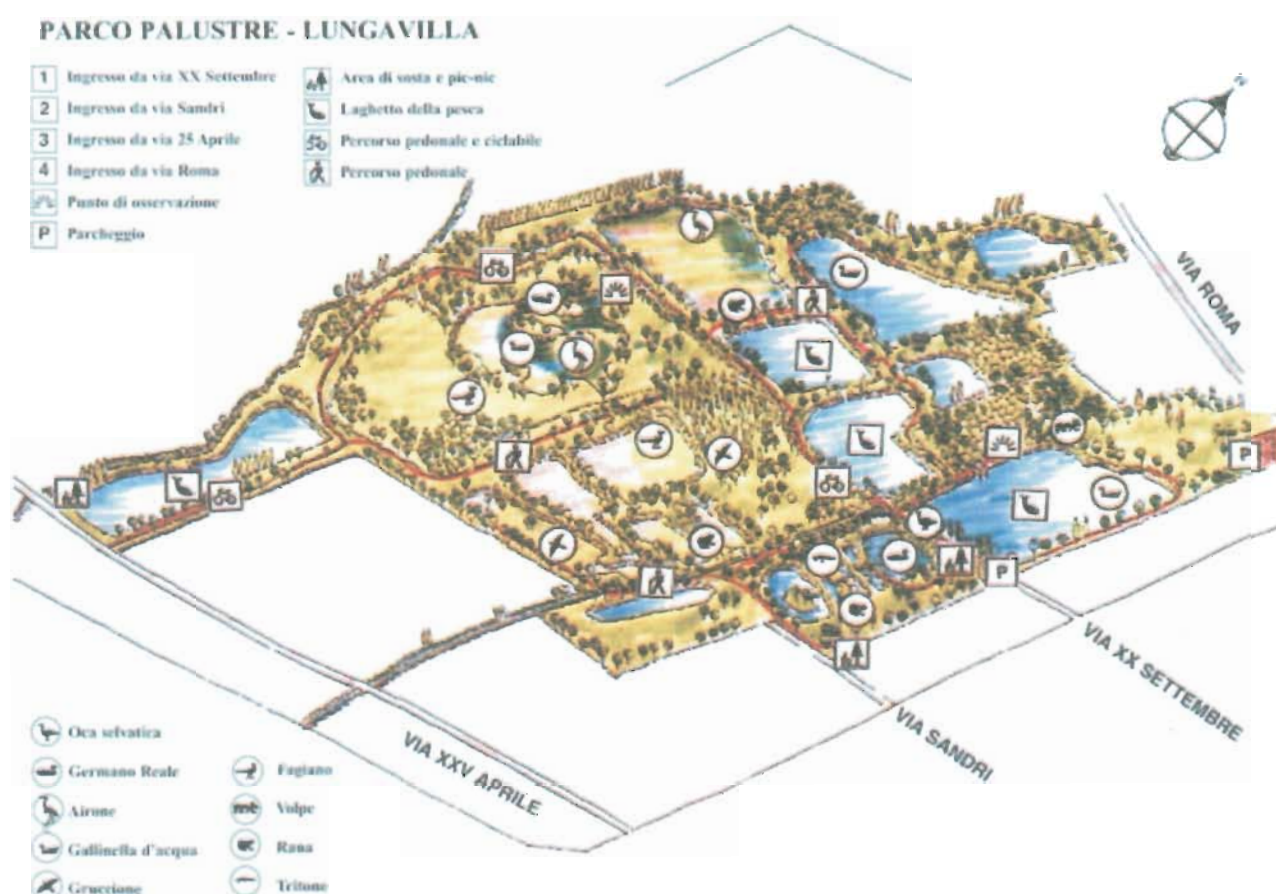 PARCO PALUSTRE - LUNGAVILLA
1 Ingresso da via XX Settembre
2 Ingresso da via Sandri
3 Ingresso da via 25 Aprile
4 Ingresso da via Roma
Punto di osservazione
P Parcheggio
Area di sosta e pic-nic
Laghetto della pesca
Percorso pedonale e ciclabile
Percorso pedonale
N
VIA ROMA
P
P
VIA XX SETTEMBRE
VIA SANDRI
VIA XXV APRILE
Oca selvatica
Germano Reale
Airone
Gallinella d'acqua
Gruccione
Fagiano
Volpe
Rana
Tritone